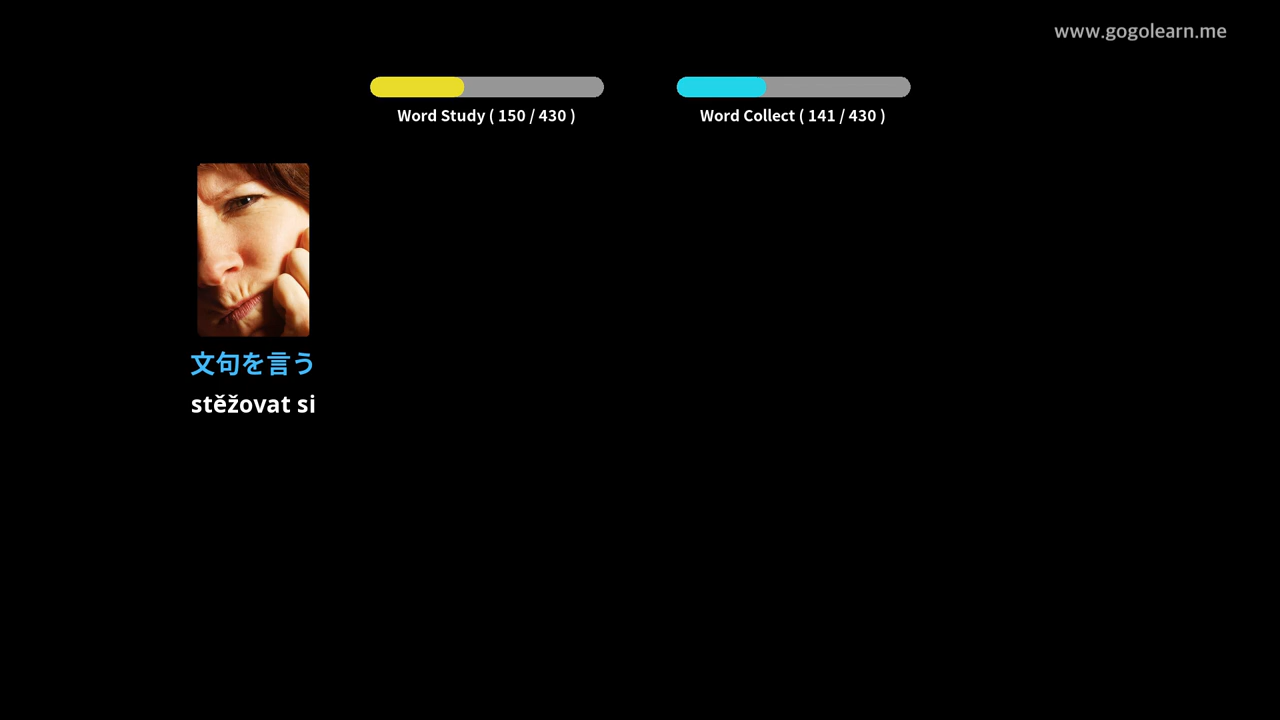 www.gogolearn.me
Word Study ( 150 / 430 )
Word Collect ( 141 / 430 )
文句を言う
stěžovat si